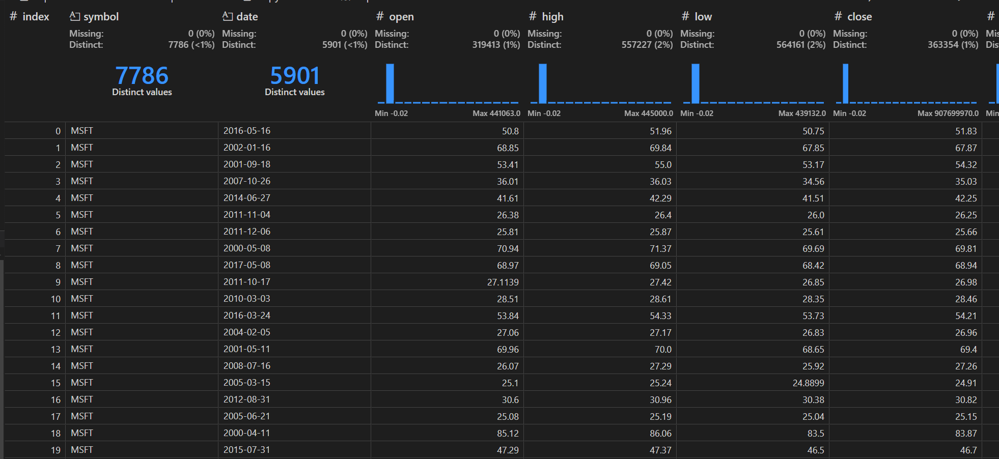 # index A symbol A date # open # high # low # close #
Missing: 0 (0%) Missing: 0 (0%) Missing: 0 (0%) Missing: 0 (0%) Missing: 0 (0%) Missing: 0 (0%) Mis
Distinct: 7786 (<1%) Distinct: 5901 (<1%) Distinct: 319413 (1%) Distinct: 557227 (2%) Distinct: 564161 (2%) Distinct: 363354 (1%) Dis
7786 5901
Distinct values Distinct values
Min -0.02 Max 441063.0 Min -0.02 Max 445000.0 Min -0.02 Max 439132.0 Min -0.02 Max 907699970.0 Min
0 MSFT 2016-05-16 50.8 51.96 50.75 51.83
1 MSFT 2002-01-16 68.85 69.84 67.85 67.87
2 MSFT 2001-09-18 53.41 55.0 53.17 54.32
3 MSFT 2007-10-26 36.01 36.03 34.56 35.03
4 MSFT 2014-06-27 41.61 42.29 41.51 42.25
5 MSFT 2011-11-04 26.38 26.4 26.0 26.25
6 MSFT 2011-12-06 25.81 25.87 25.61 25.66
7 MSFT 2000-05-08 70.94 71.37 69.69 69.81
8 MSFT 2017-05-08 68.97 69.05 68.42 68.94
9 MSFT 2011-10-17 27.1139 27.42 26.85 26.98
10 MSFT 2010-03-03 28.51 28.61 28.35 28.46
11 MSFT 2016-03-24 53.84 54.33 53.73 54.21
12 MSFT 2004-02-05 27.06 27.17 26.83 26.96
13 MSFT 2001-05-11 69.96 70.0 68.65 69.4
14 MSFT 2008-07-16 26.07 27.29 25.92 27.26
15 MSFT 2005-03-15 25.1 25.24 24.8899 24.91
16 MSFT 2012-08-31 30.6 30.96 30.38 30.82
17 MSFT 2005-06-21 25.08 25.19 25.04 25.15
18 MSFT 2000-04-11 85.12 86.06 83.5 83.87
19 MSFT 2015-07-31 47.29 47.37 46.5 46.7